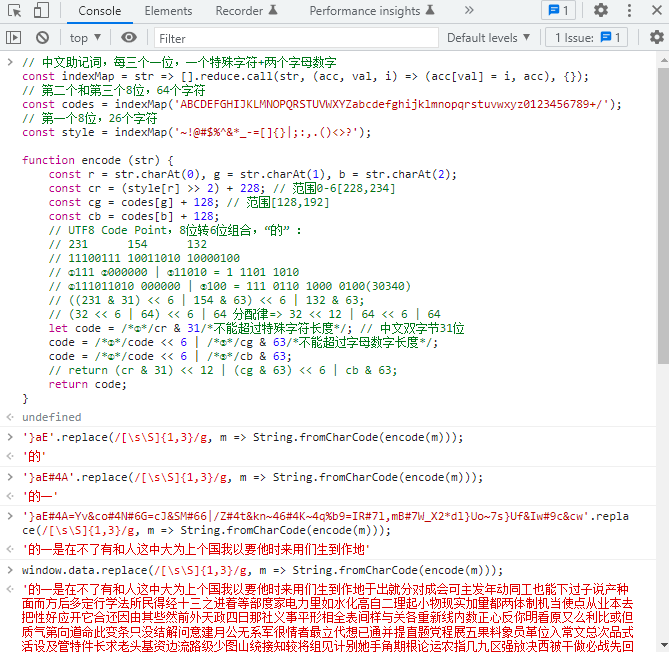 Console Elements Recorder Performance insights 1
top Filter Default levels 1 Issue: 1
// 中文助记词，每三个一位，一个特殊字符+两个字母数字
const indexMap = str => [].reduce.call(str, (acc, val, i) => (acc[val] = i, acc), {});
// 第二个和第三个8位，64个字符
const codes = indexMap('ABCDEFGHIJKLMNOPQRSTUVWXYZabcdefghijklmnopqrstuvwxyz0123456789+/');
// 第一个8位，26个字符
const style = indexMap('~!@#$%^&*_-=[]{}|;:,.()<>?');
function encode (str) {
const r = str.charAt(0), g = str.charAt(1), b = str.charAt(2);
const cr = (style[r] >> 2) + 228; // 范围0-6[228,234]
const cg = codes[g] + 128; // 范围[128,192]
const cb = codes[b] + 128;
// UTF8 Code Point，8位转6位组合，“的”：
// 231 154 132
// 11100111 10011010 10000100
// 111 000000 | 11010 = 1 1101 1010
// 111011010 000000 | 100 = 111 0110 1000 0100(30340)
// ((231 & 31) << 6 | 154 & 63) << 6 | 132 & 63;
// (32 << 6 | 64) << 6 | 64 分配律=> 32 << 12 | 64 << 6 | 64
let code = /**/cr & 31/*不能超过特殊字符长度*/; // 中文双字节31位
code = /**/code << 6 | /**/cg & 63/*不能超过字母数字长度*/;
code = /**/code << 6 | /**/cb & 63;
// return (cr & 31) << 12 | (cg & 63) << 6 | cb & 63;
return code;
}
undefined
'}aE'.replace(/[\s\S]{1,3}/g, m => String.fromCharCode(encode(m)));
'的'
'}aE#4A'.replace(/[\s\S]{1,3}/g, m => String.fromCharCode(encode(m)));
'的一'
'}aE#4A=Yv&co#4N#6G=cJ&SM#66|/Z#4t&kn~46#4K~4q%b9=IR#7l,mB#7W_X2*dl}Uo~7s}Uf&Iw#9c&cw'.repla
ce(/[\s\S]{1,3}/g, m => String.fromCharCode(encode(m)));
'的一是在不了有和人这中大为上个国我以要他时来用们生到作地'
window.data.replace(/[\s\S]{1,3}/g, m => String.fromCharCode(encode(m)));
'的一是在不了有和人这中大为上个国我以要他时来用们生到作地于出就分对成会可主发年动同工也能下过子说产种
面而方后多定行学法所民得经十三之进着等部度家电力里如水化高自二理起小物现实加量都两体制机当使点从业本去
把性好应开它合还因由其些然前外天政四日那社义事平形相全表间样与关各重新线内数正心反你明看原又么利比或但
质气第向道命此变条只没结解问意建月公无系军很情者最立代想已通并提直题党程展五果料象员革位入常文总次品式
活设及管特件长求老头基资边流路级少图山统接知较将组见计别她手角期根论运农指几九区强放决西被干做必战先回